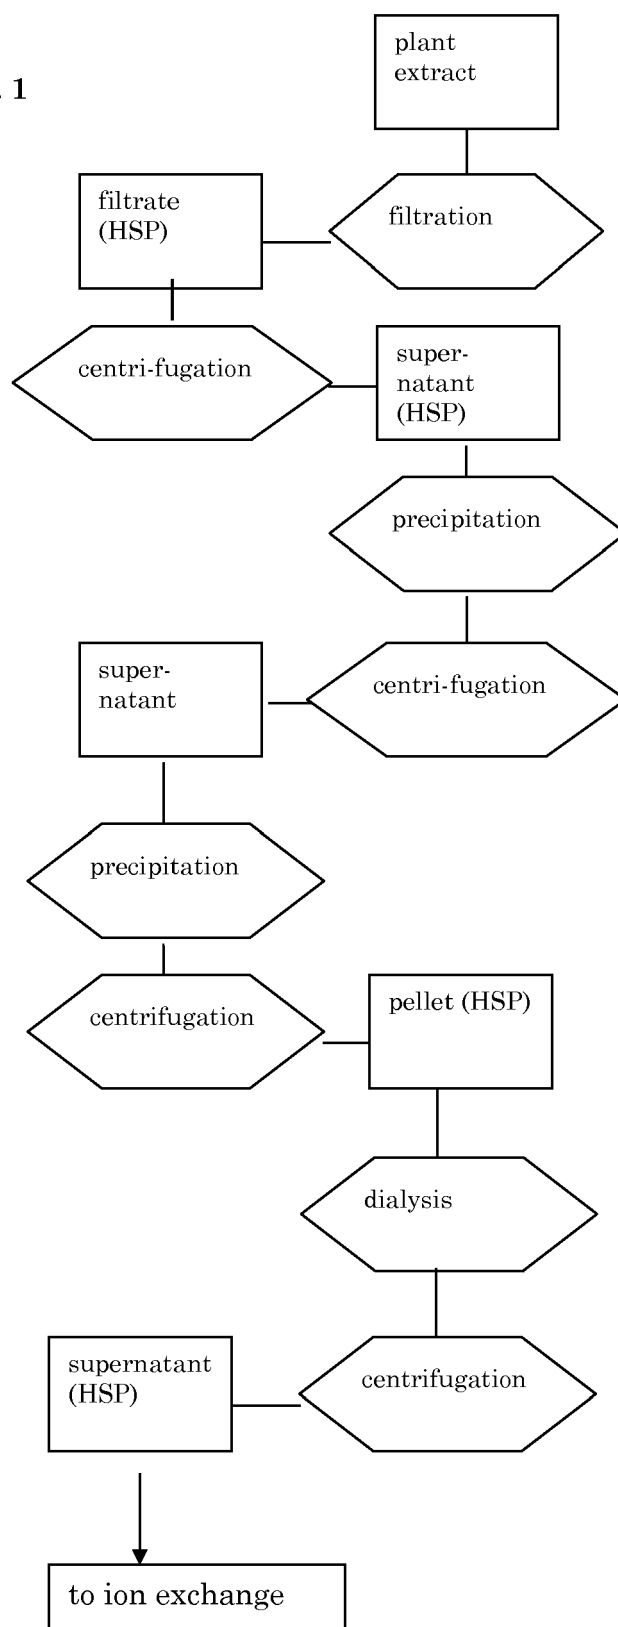 . 1
plant
extract
filtration
filtrate
(HSP)
centri-fugation
super-
natant
(HSP)
precipitation
centri-fugation
super-
natant
precipitation
centrifugation
pellet (HSP)
dialysis
centrifugation
supernatant
(HSP)
to ion exchange